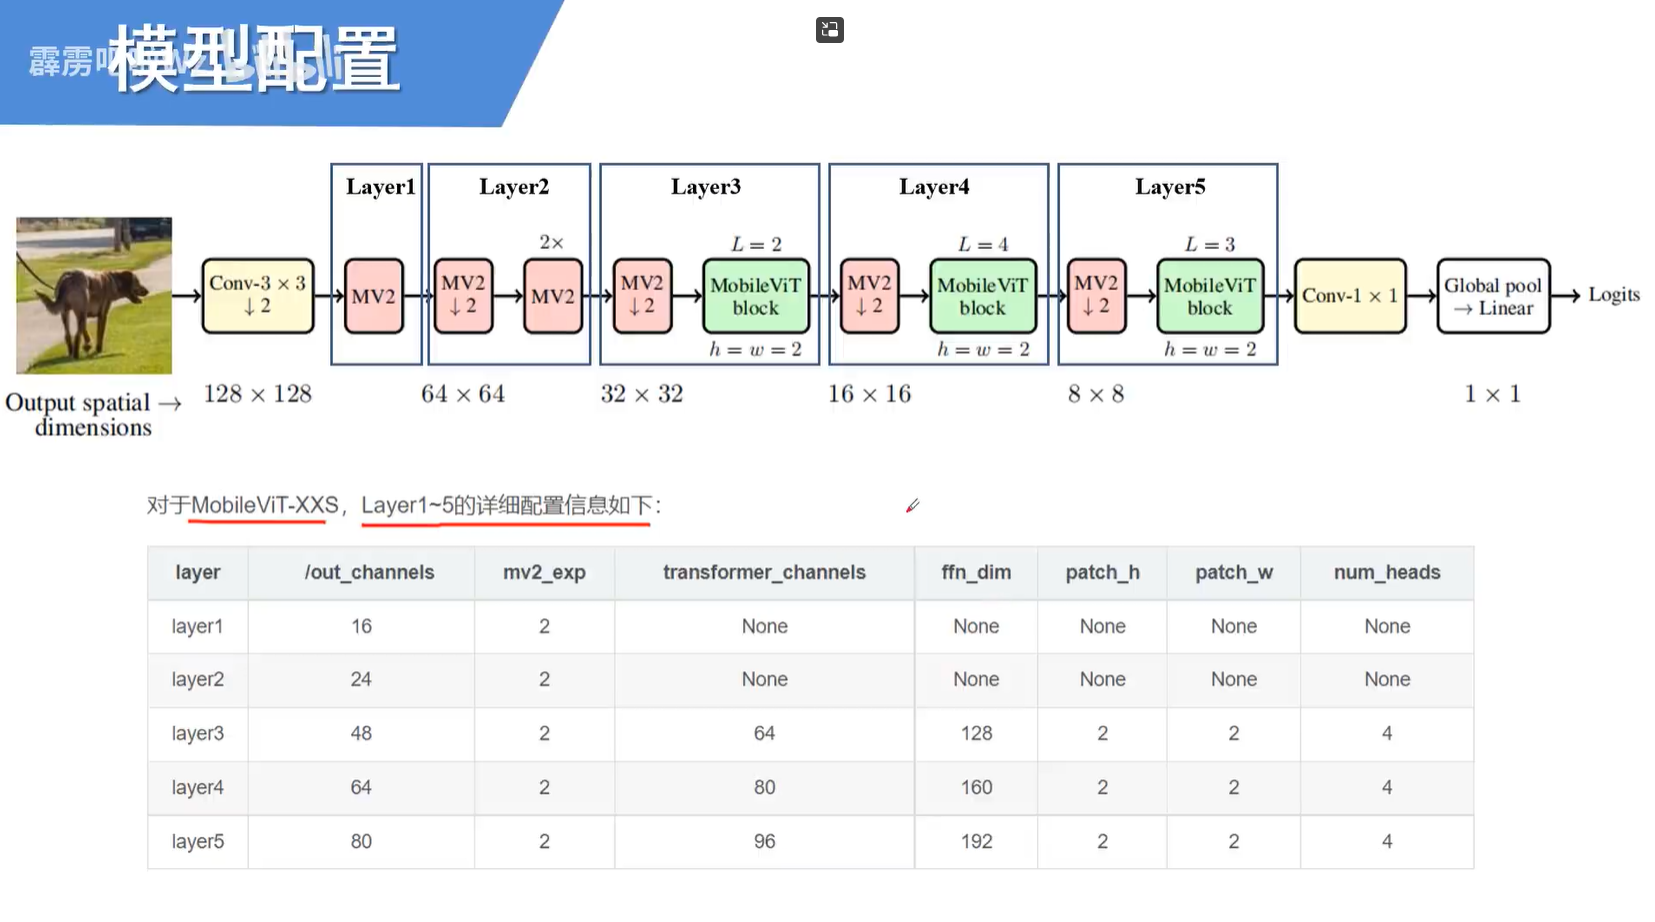 模型配置
霹雳吧
bilibili
Layer1
Layer2
Layer3
Layer4
Layer5
2×
L = 2
L = 4
L = 3
Conv-3 × 3
↓ 2
MV2
MV2
↓ 2
MV2
MV2
↓ 2
MobileViT
block
MV2
↓ 2
MobileViT
block
MV2
↓ 2
MobileViT
block
Conv-1 × 1
Global pool
→ Linear
Logits
h = w = 2
h = w = 2
h = w = 2
Output spatial →
dimensions
128 × 128
64 × 64
32 × 32
16 × 16
8 × 8
1 × 1
对于MobileViT-XXS，Layer1~5的详细配置信息如下：
layer /out_channels mv2_exp transformer_channels ffn_dim patch_h patch_w num_heads
layer1 16 2 None None None None None
layer2 24 2 None None None None None
layer3 48 2 64 128 2 2 4
layer4 64 2 80 160 2 2 4
layer5 80 2 96 192 2 2 4